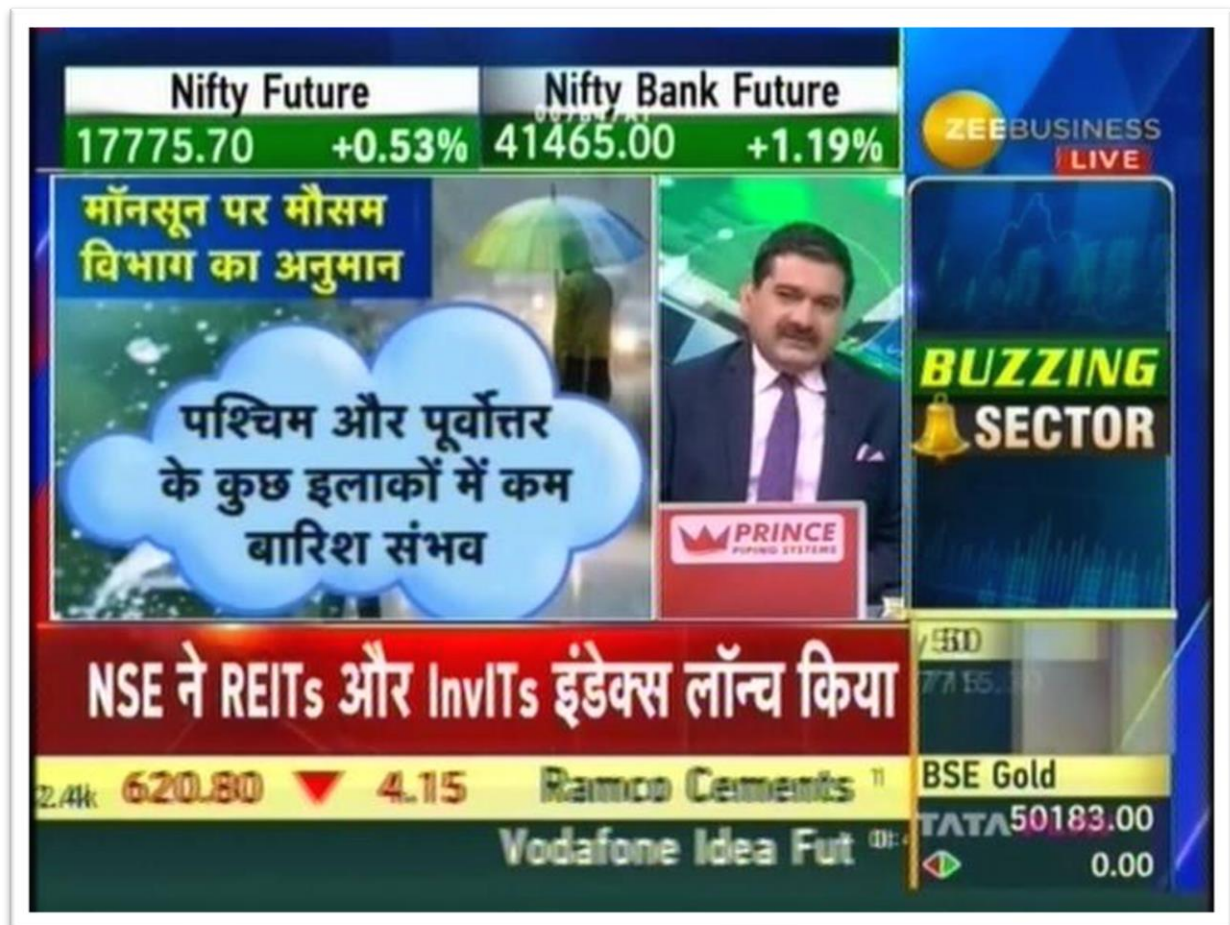 Nifty Future
17775.70 +0.53%
Nifty Bank Future
41465.00 +1.19%
ZEEBUSINESS
LIVE
मॉनसून पर मौसम
विभाग का अनुमान
पश्चिम और पूर्वोत्तर
के कुछ इलाकों में कम
बारिश संभव
PRINCE
PIPING SYSTEMS
BUZZING
SECTOR
NSE ने REITs और InvITs इंडेक्स लॉन्च किया
620.80 ▼ 4.15 Ramco Cements
Vodafone Idea Fut
BSE Gold
TATA 50183.00
0.00